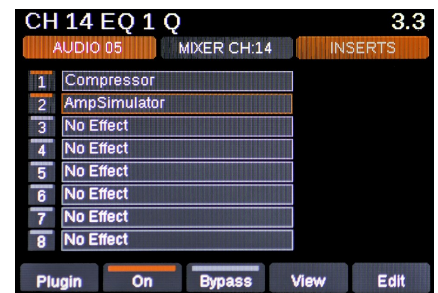 CH 14 EQ 1 Q 3.3
AUDIO 05 MIXER CH:14 INSERTS
1 Compressor
2 AmpSimulator
3 No Effect
4 No Effect
5 No Effect
6 No Effect
7 No Effect
8 No Effect
Plugin On Bypass View Edit